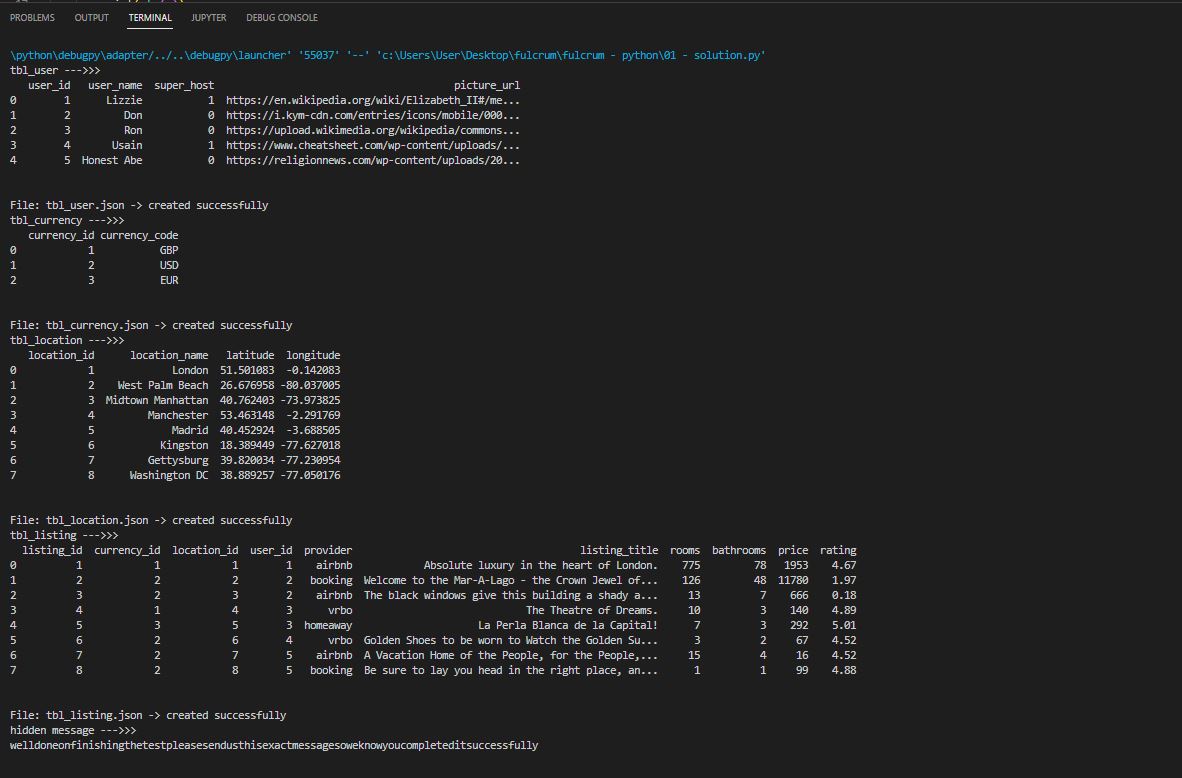 PROBLEMS OUTPUT TERMINAL JUPYTER DEBUG CONSOLE
\python\debugpy\adapter/../..\debugpy\launcher' '55037' '--' 'c:\Users\User\Desktop\fulcrum\fulcrum - python\01 - solution.py'
tbl_user --->>>
user_id user_name super_host picture_url
0 1 Lizzie 1 https://en.wikipedia.org/wiki/Elizabeth_II#/me...
1 2 Don 0 https://i.kym-cdn.com/entries/icons/mobile/000...
2 3 Ron 0 https://upload.wikimedia.org/wikipedia/commons...
3 4 Usain 1 https://www.cheatsheet.com/wp-content/uploads/...
4 5 Honest Abe 0 https://religionnews.com/wp-content/uploads/20...
File: tbl_user.json -> created successfully
tbl_currency --->>>
currency_id currency_code
0 1 GBP
1 2 USD
2 3 EUR
File: tbl_currency.json -> created successfully
tbl_location --->>>
location_id location_name latitude longitude
0 1 London 51.501083 -0.142083
1 2 West Palm Beach 26.676958 -80.037005
2 3 Midtown Manhattan 40.762403 -73.973825
3 4 Manchester 53.463148 -2.291769
4 5 Madrid 40.452924 -3.688505
5 6 Kingston 18.389449 -77.627018
6 7 Gettysburg 39.820034 -77.230954
7 8 Washington DC 38.889257 -77.050176
File: tbl_location.json -> created successfully
tbl_listing --->>>
listing_id currency_id location_id user_id provider listing_title rooms bathrooms price rating
0 1 1 1 1 airbnb Absolute luxury in the heart of London. 775 78 1953 4.67
1 2 2 2 2 booking Welcome to the Mar-A-Lago - the Crown Jewel of... 126 48 11780 1.97
2 3 2 3 2 airbnb The black windows give this building a shady a... 13 7 666 0.18
3 4 1 4 3 vrbo The Theatre of Dreams. 10 3 140 4.89
4 5 3 5 3 homeaway La Perla Blanca de la Capital! 7 3 292 5.01
5 6 2 6 4 vrbo Golden Shoes to be worn to Watch the Golden Su... 3 2 67 4.52
6 7 2 7 5 airbnb A Vacation Home of the People, for the People,... 15 4 16 4.52
7 8 2 8 5 booking Be sure to lay you head in the right place, an... 1 1 99 4.88
File: tbl_listing.json -> created successfully
hidden message --->>>
welldoneonfinishingthetestpleasesendusthisexactmessagesoweknowyoucompleteditsuccessfully